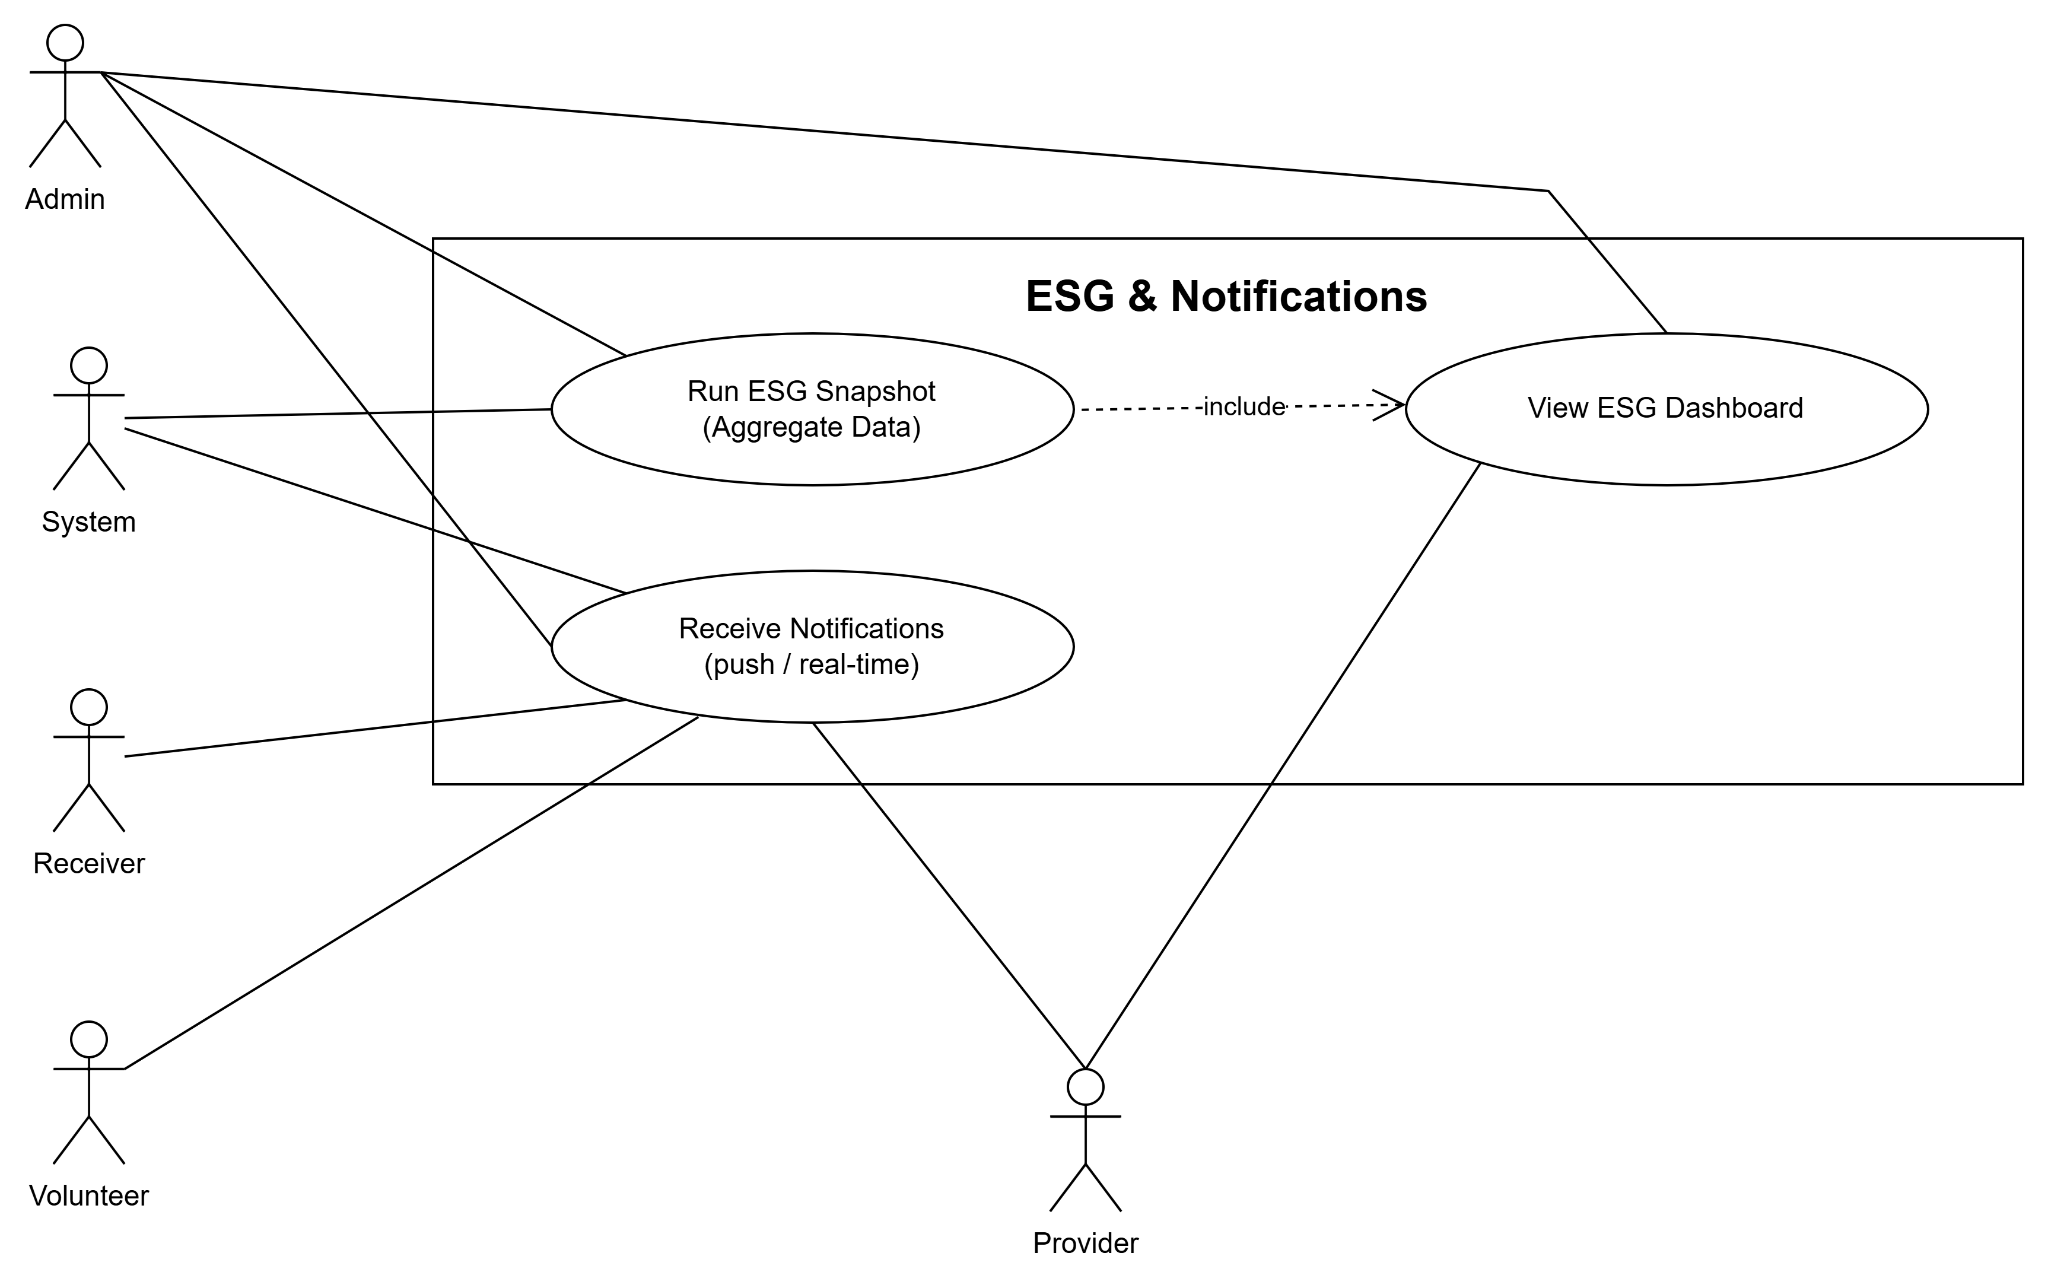 Admin
ESG & Notifications
Run ESG Snapshot
(Aggregate Data)
include
View ESG Dashboard
System
Receive Notifications
(push / real-time)
Receiver
Volunteer
Provider